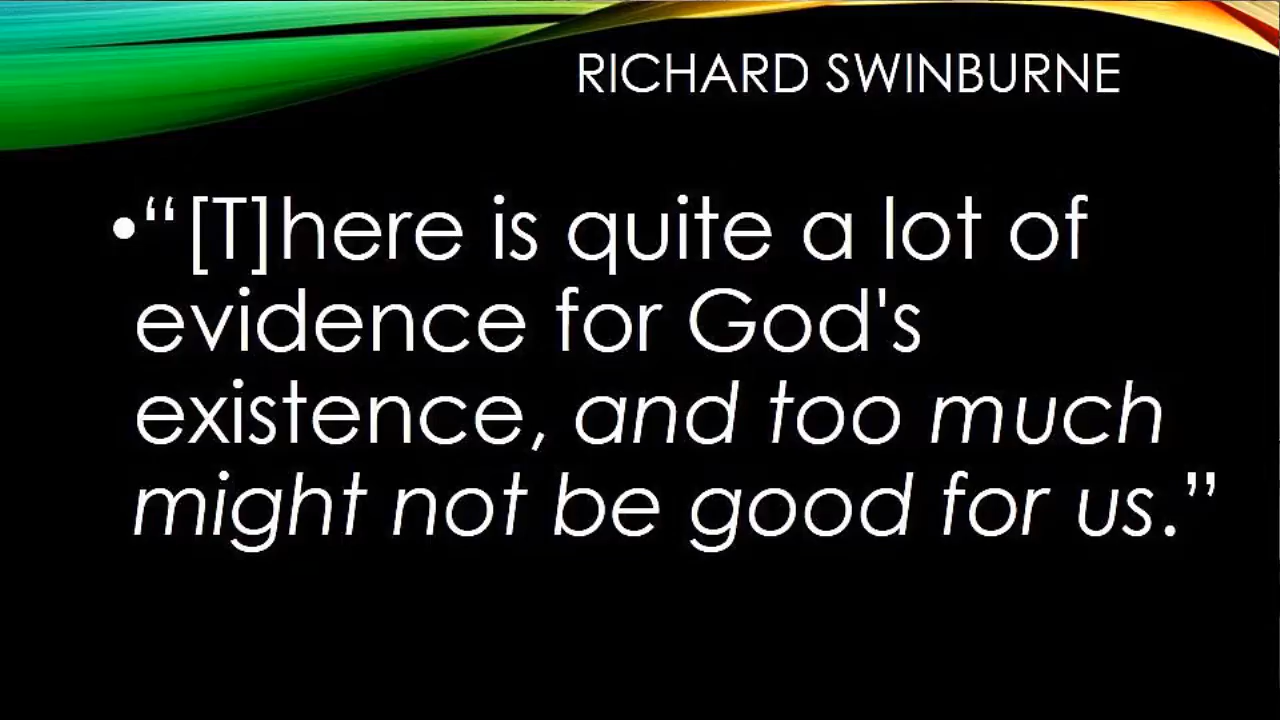 RICHARD SWINBURNE
•“[T]here is quite a lot of
evidence for God's
existence, and too much
might not be good for us.”